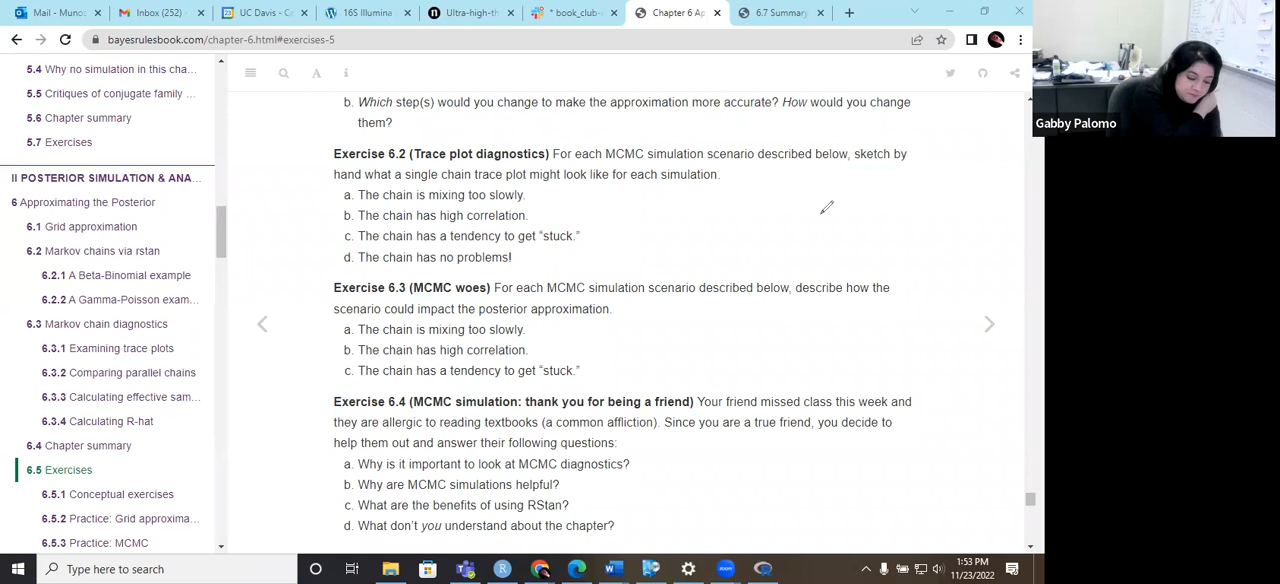 Mail - Muno
Inbox (252) -
UC Davis - C
16S Illumina
Ultra-high-th
* book_club-
Chapter 6 Ap
6.7 Summary
bayesrulesbook.com/chapter-6.html#exercises-5
5.4 Why no simulation in this cha...
5.5 Critiques of conjugate family ...
5.6 Chapter summary
5.7 Exercises
II POSTERIOR SIMULATION & ANA...
6 Approximating the Posterior
6.1 Grid approximation
6.2 Markov chains via rstan
6.2.1 A Beta-Binomial example
6.2.2 A Gamma-Poisson exam...
6.3 Markov chain diagnostics
6.3.1 Examining trace plots
6.3.2 Comparing parallel chains
6.3.3 Calculating effective sam...
6.3.4 Calculating R-hat
6.4 Chapter summary
6.5 Exercises
6.5.1 Conceptual exercises
6.5.2 Practice: Grid approxima...
6.5.3 Practice: MCMC
b. Which step(s) would you change to make the approximation more accurate? How would you change
them?
Exercise 6.2 (Trace plot diagnostics) For each MCMC simulation scenario described below, sketch by
hand what a single chain trace plot might look like for each simulation.
a. The chain is mixing too slowly.
b. The chain has high correlation.
c. The chain has a tendency to get “stuck.”
d. The chain has no problems!
Exercise 6.3 (MCMC woes) For each MCMC simulation scenario described below, describe how the
scenario could impact the posterior approximation.
a. The chain is mixing too slowly.
b. The chain has high correlation.
c. The chain has a tendency to get “stuck.”
Exercise 6.4 (MCMC simulation: thank you for being a friend) Your friend missed class this week and
they are allergic to reading textbooks (a common affliction). Since you are a true friend, you decide to
help them out and answer their following questions:
a. Why is it important to look at MCMC diagnostics?
b. Why are MCMC simulations helpful?
c. What are the benefits of using RStan?
d. What don’t you understand about the chapter?
Gabby Palomo
Type here to search
1:53 PM
11/23/2022